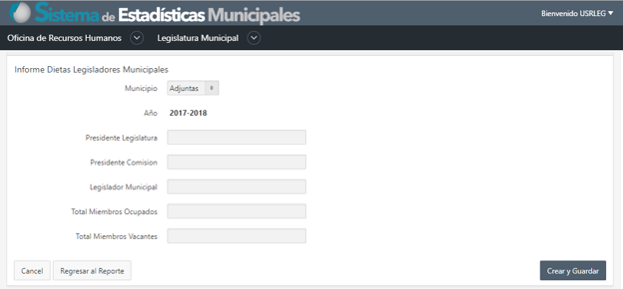 Sistema de Estadísticas Municipales
Bienvenido USRLEG
Oficina de Recursos Humanos Legislatura Municipal
Informe Dietas Legisladores Municipales
Municipio Adjuntas
Año 2017-2018
Presidente Legislatura
Presidente Comision
Legislador Municipal
Total Miembros Ocupados
Total Miembros Vacantes
Cancel Regresar al Reporte Crear y Guardar